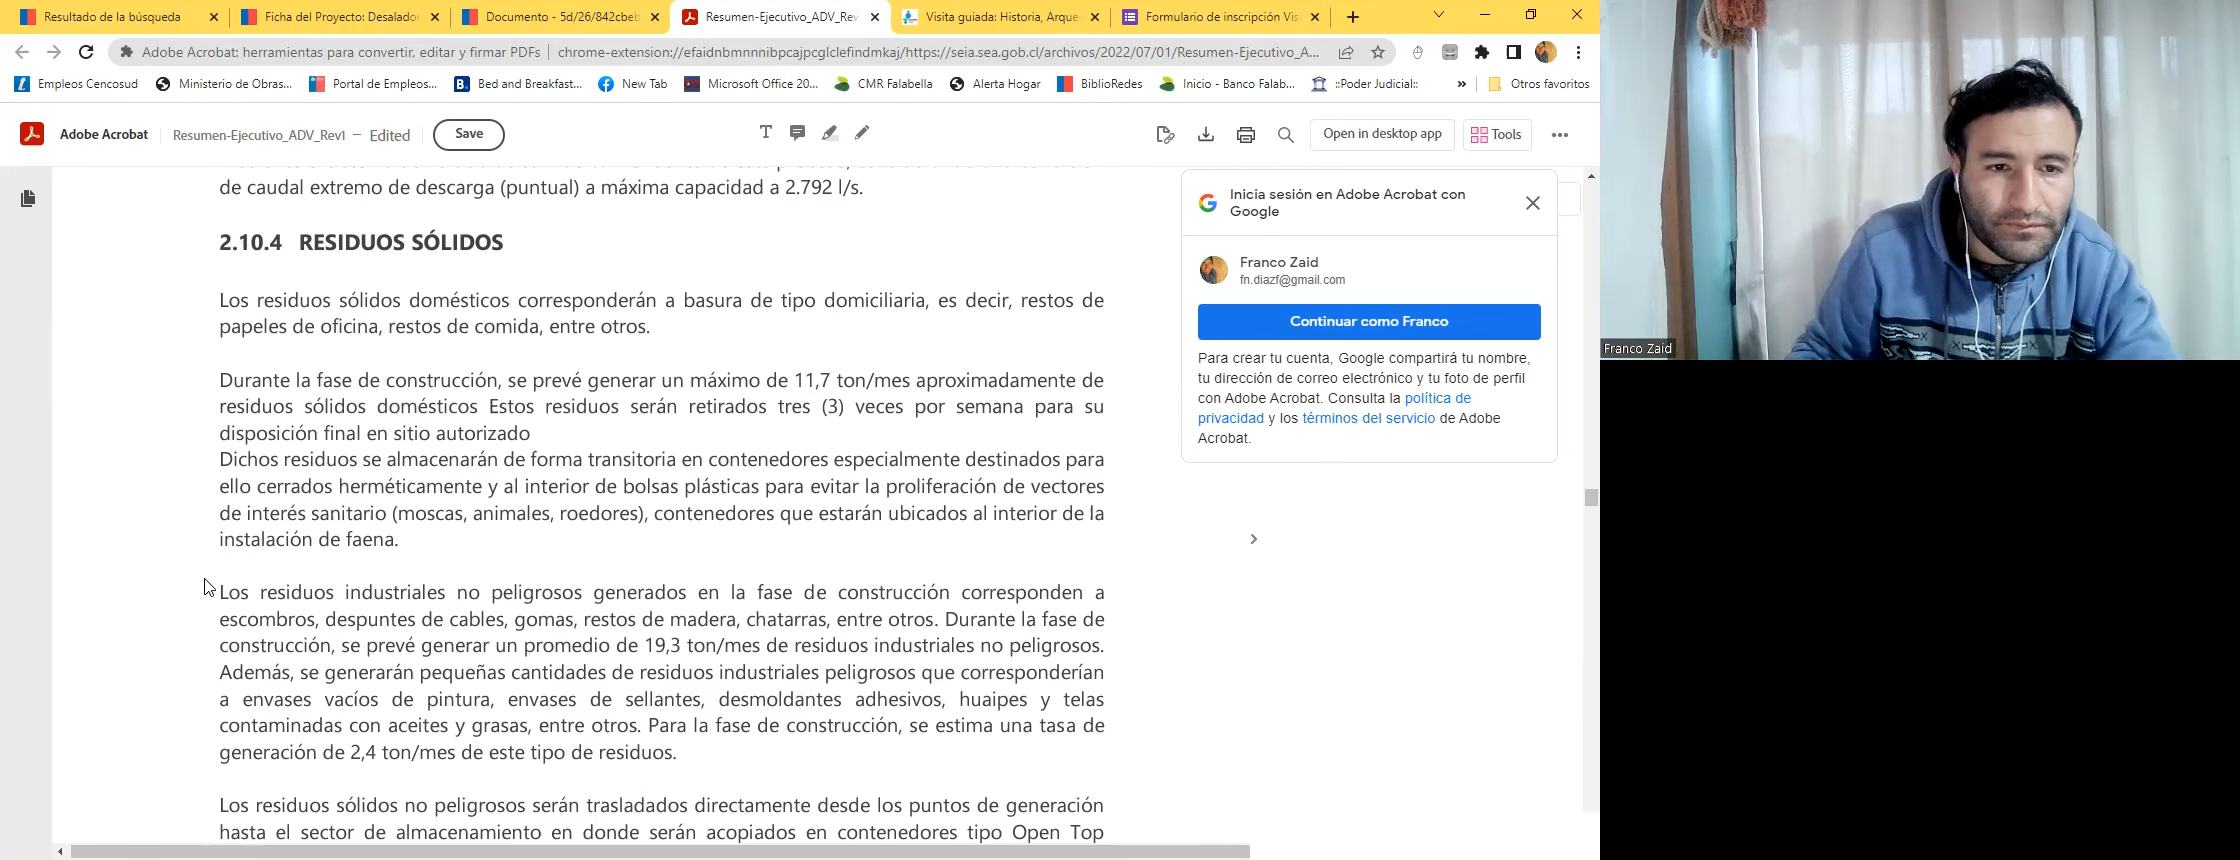 Resultado de la búsqueda
Ficha del Proyecto: Desalador
Documento - 5d/26/842cbeb
Resumen-Ejecutivo_ADV_Rev
Visita guiada: Historia, Arque
Formulario de inscripción Vis
Adobe Acrobat: herramientas para convertir, editar y firmar PDFs
chrome-extension://efaidnbmnnnibpcajpcglclefindmkaj/https://seia.sea.gob.cl/archivos/2022/07/01/Resumen-Ejecutivo_A...
Empleos Cencosud
Ministerio de Obras...
Portal de Empleos...
Bed and Breakfast...
New Tab
Microsoft Office 20...
CMR Falabella
Alerta Hogar
BiblioRedes
Inicio - Banco Falab...
::Poder Judicial::
»
Otros favoritos
Adobe Acrobat
Resumen-Ejecutivo_ADV_Rev1 — Edited
Save
Open in desktop app
Tools
de caudal extremo de descarga (puntual) a máxima capacidad a 2.792 l/s.
2.10.4 RESIDUOS SÓLIDOS
Los residuos sólidos domésticos corresponderán a basura de tipo domiciliaria, es decir, restos de
papeles de oficina, restos de comida, entre otros.
Durante la fase de construcción, se prevé generar un máximo de 11,7 ton/mes aproximadamente de
residuos sólidos domésticos Estos residuos serán retirados tres (3) veces por semana para su
disposición final en sitio autorizado
Dichos residuos se almacenarán de forma transitoria en contenedores especialmente destinados para
ello cerrados herméticamente y al interior de bolsas plásticas para evitar la proliferación de vectores
de interés sanitario (moscas, animales, roedores), contenedores que estarán ubicados al interior de la
instalación de faena.
Los residuos industriales no peligrosos generados en la fase de construcción corresponden a
escombros, despuntes de cables, gomas, restos de madera, chatarras, entre otros. Durante la fase de
construcción, se prevé generar un promedio de 19,3 ton/mes de residuos industriales no peligrosos.
Además, se generarán pequeñas cantidades de residuos industriales peligrosos que corresponderían
a envases vacíos de pintura, envases de sellantes, desmoldantes adhesivos, huaipes y telas
contaminadas con aceites y grasas, entre otros. Para la fase de construcción, se estima una tasa de
generación de 2,4 ton/mes de este tipo de residuos.
Los residuos sólidos no peligrosos serán trasladados directamente desde los puntos de generación
hasta el sector de almacenamiento en donde serán acopiados en contenedores tipo Open Top
Inicia sesión en Adobe Acrobat con
Google
Franco Zaid
fn.diazf@gmail.com
Continuar como Franco
Para crear tu cuenta, Google compartirá tu nombre,
tu dirección de correo electrónico y tu foto de perfil
con Adobe Acrobat. Consulta la política de
privacidad y los términos del servicio de Adobe
Acrobat.
Franco Zaid